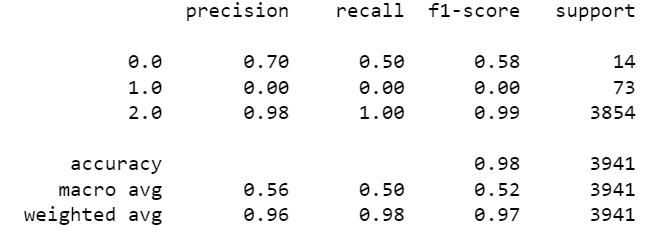 precision recall f1-score support
0.0 0.70 0.50 0.58 14
1.0 0.00 0.00 0.00 73
2.0 0.98 1.00 0.99 3854
accuracy 0.98 3941
macro avg 0.56 0.50 0.52 3941
weighted avg 0.96 0.98 0.97 3941